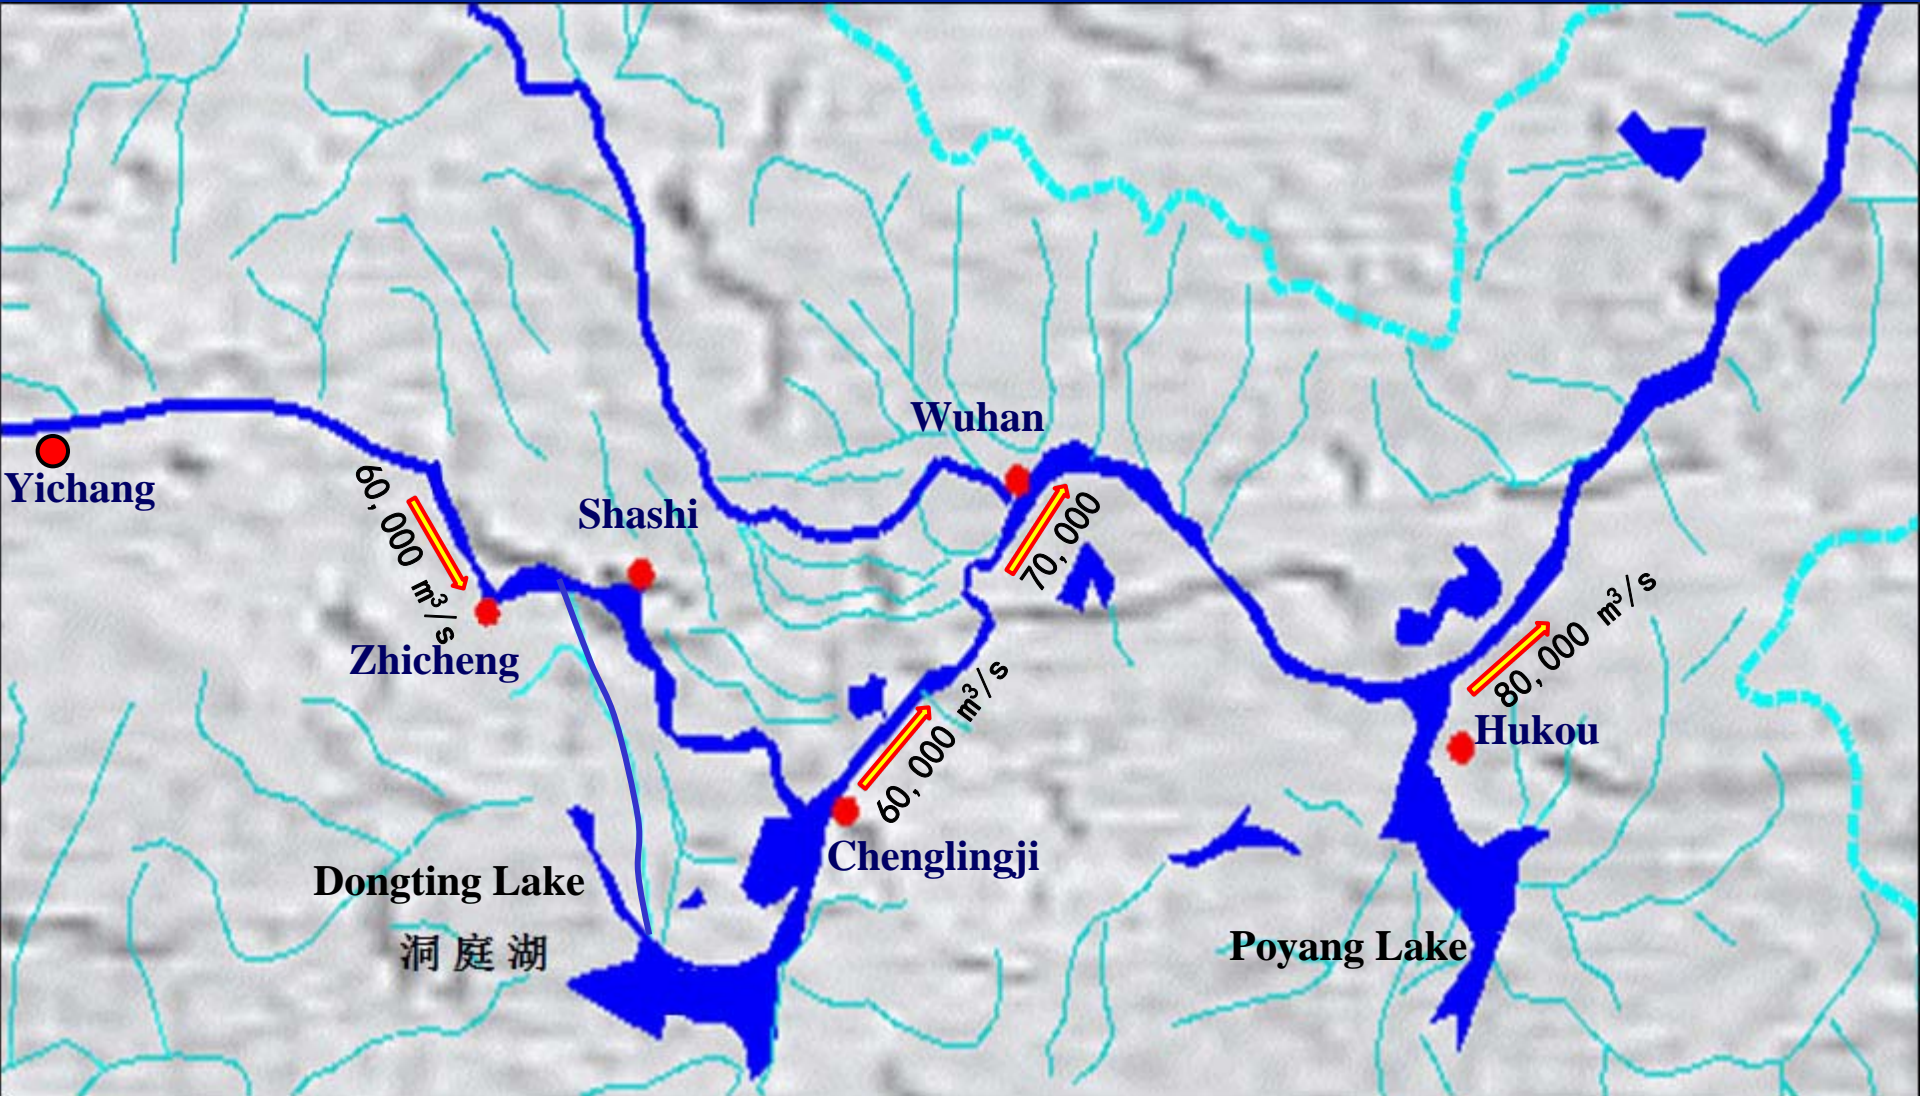 Wuhan
Yichang
60,000 m³/s
Shashi
70,000
Zhicheng
60,000 m³/s
80,000 m³/s
Hukou
Chenglingji
Dongting Lake
洞庭湖
Poyang Lake